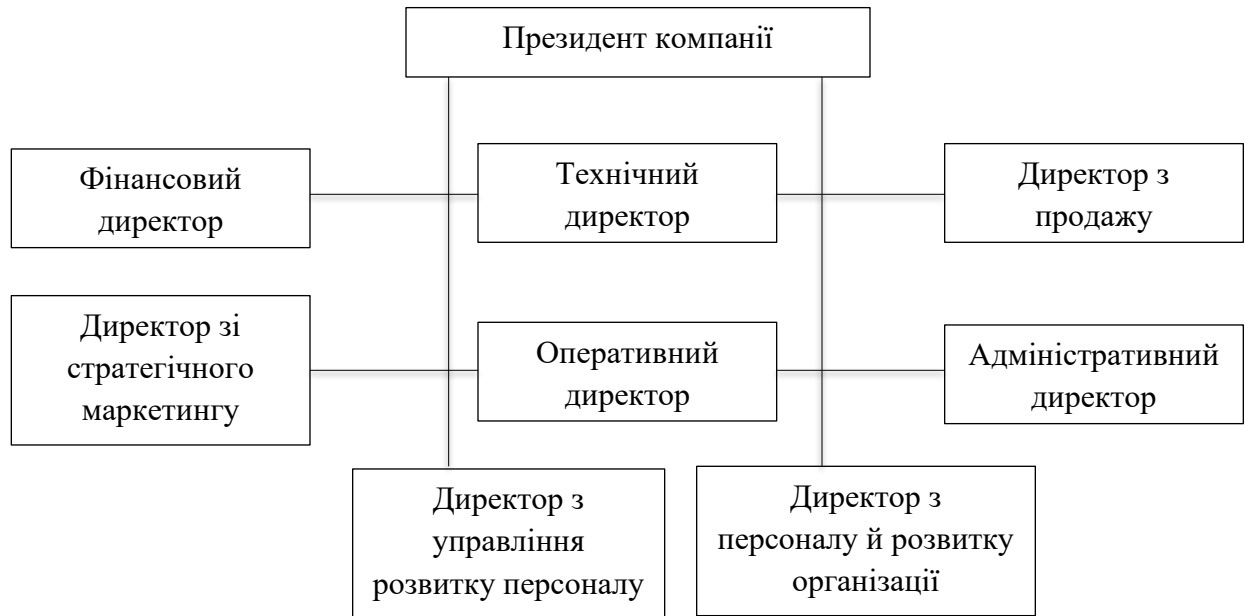 Президент компанії
Фінансовий
директор
Технічний
директор
Директор з
продажу
Директор зі
стратегічного
маркетингу
Оперативний
директор
Адміністративний
директор
Директор з
управління
розвитку персоналу
Директор з
персоналу й розвитку
організації